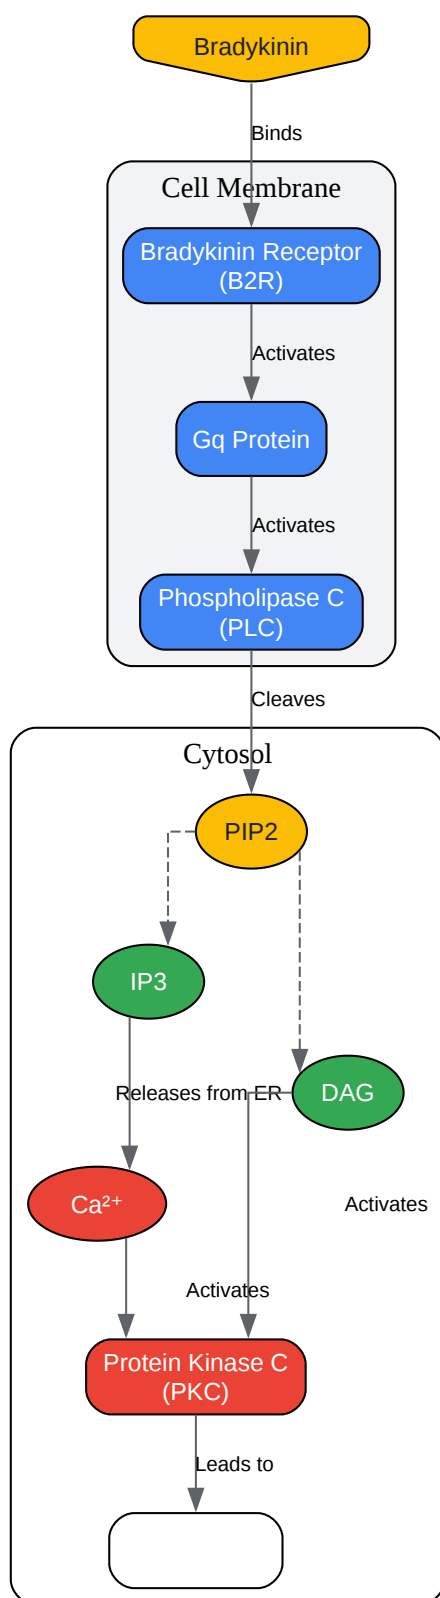 Bradykinin
Binds
Cell Membrane
Bradykinin Receptor
(B2R)
Activates
Gq Protein
Activates
Phospholipase C
(PLC)
Cleaves
Cytosol
PIP2
IP3
Releases from ER
DAG
Ca²⁺
Activates
Activates
Protein Kinase C
(PKC)
Leads to